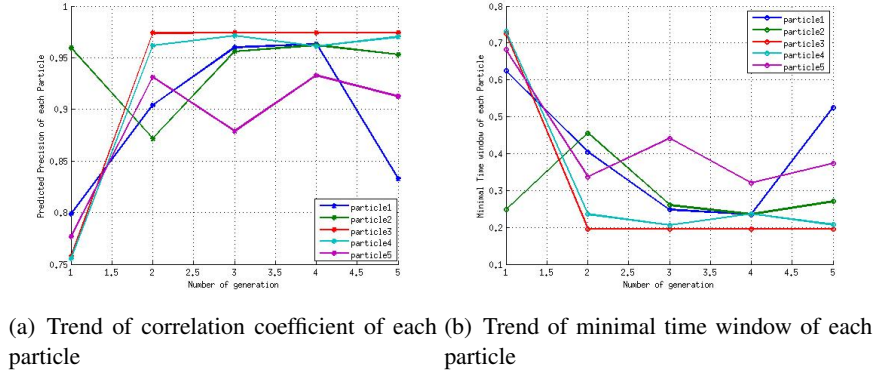 1
0.95
0.9
0.85
0.8
0.75
Predicted Precision of each Particle
1 1.5 2 2.5 3 3.5 4 4.5 5
Number of generation
particle1
particle2
particle3
particle4
particle5
0.8
0.7
0.6
0.5
0.4
0.3
0.2
0.1
Minimal Time window of each Particle
1 1.5 2 2.5 3 3.5 4 4.5 5
Number of generation
particle1
particle2
particle3
particle4
particle5
(a) Trend of correlation coefficient of each
particle
(b) Trend of minimal time window of each
particle